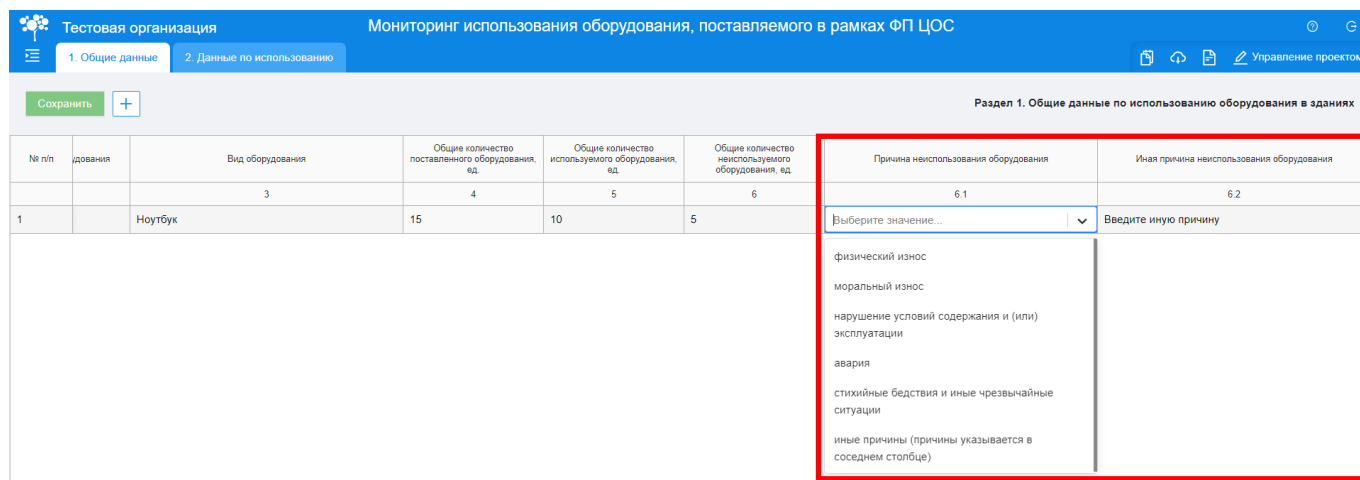 Тестовая организация
Мониторинг использования оборудования, поставляемого в рамках ФП ЦОС
1. Общие данные
2. Данные по использованию
Управление проектом
Сохранить
+
Раздел 1. Общие данные по использованию оборудования в зданиях
№ п/п
удования
Вид оборудования
Общие количество
поставленного оборудования,
ед.
Общие количество
используемого оборудования,
ед.
Общие количество
неиспользуемого
оборудования, ед.
Причина неиспользования оборудования
Иная причина неиспользования оборудования
3
4
5
6
6.1
6.2
1
Ноутбук
15
10
5
Выберите значение...
Введите иную причину
физический износ
моральный износ
нарушение условий содержания и (или)
эксплуатации
авария
стихийные бедствия и иные чрезвычайные
ситуации
иные причины (причины указывается в
соседнем столбце)